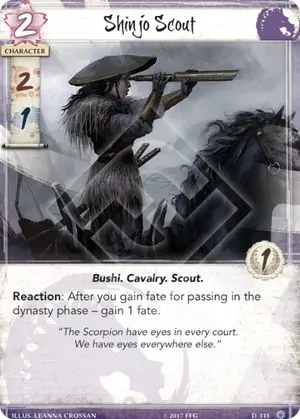 2
Shinjo Scout
CHARACTER
2
1
1
Bushi. Cavalry. Scout.
Reaction: After you gain fate for passing in the
dynasty phase – gain 1 fate.
“The Scorpion have eyes in every court.
We have eyes everywhere else.”
ILLUS. LEANNA CROSSAN
© 2017 FFG
D 111